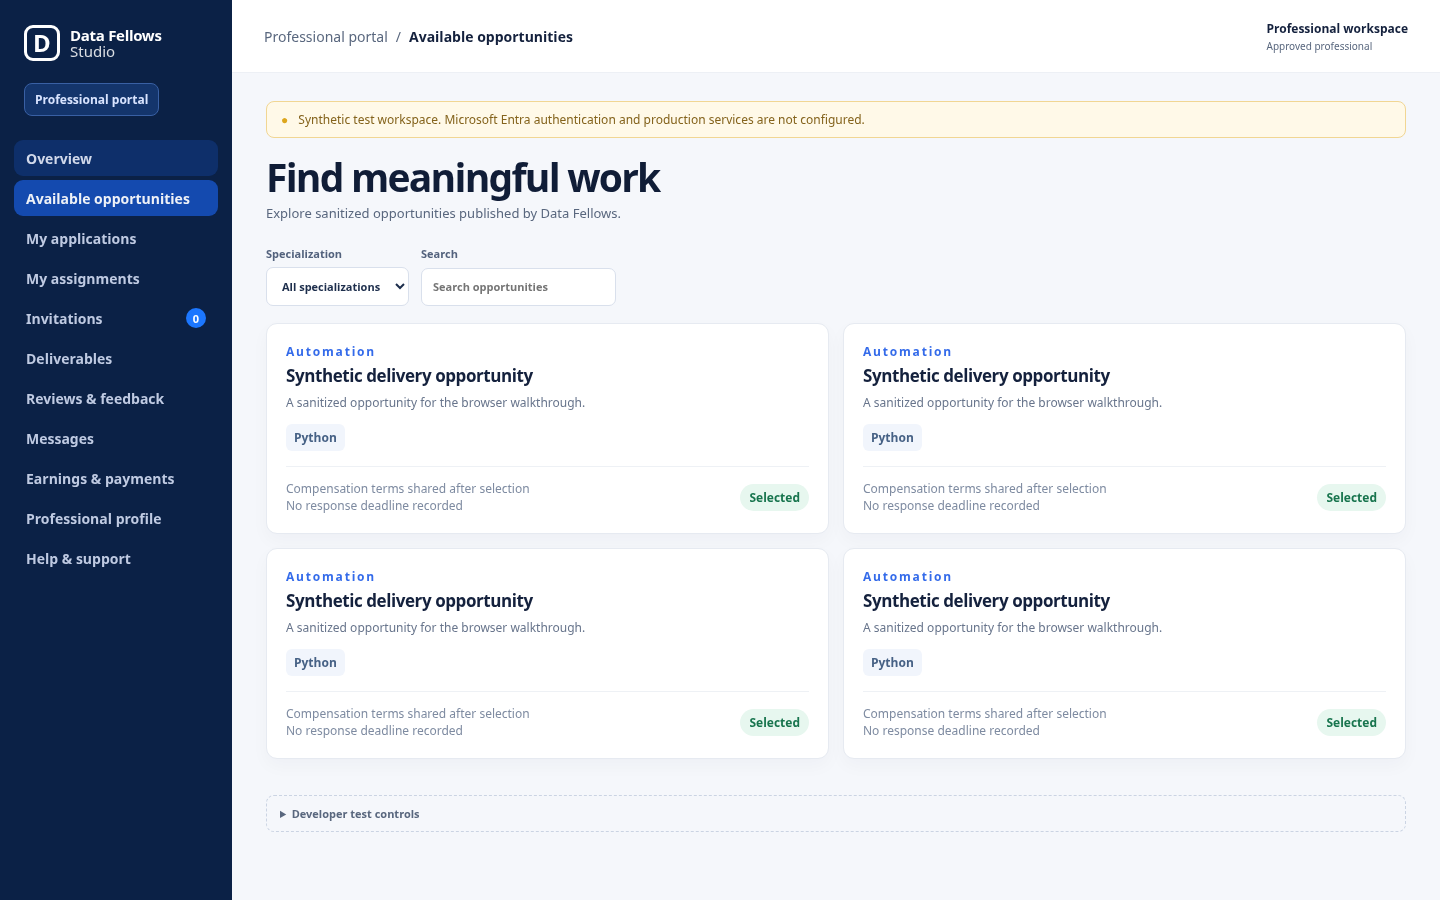 D
Data Fellows
Studio
Professional portal
Overview
Available opportunities
My applications
My assignments
Invitations 0
Deliverables
Reviews & feedback
Messages
Earnings & payments
Professional profile
Help & support
Professional portal / Available opportunities
Professional workspace
Approved professional
Synthetic test workspace. Microsoft Entra authentication and production services are not configured.
Find meaningful work
Explore sanitized opportunities published by Data Fellows.
Specialization
All specializations
Search
Search opportunities
Automation
Synthetic delivery opportunity
A sanitized opportunity for the browser walkthrough.
Python
Compensation terms shared after selection
No response deadline recorded
Selected
Automation
Synthetic delivery opportunity
A sanitized opportunity for the browser walkthrough.
Python
Compensation terms shared after selection
No response deadline recorded
Selected
Automation
Synthetic delivery opportunity
A sanitized opportunity for the browser walkthrough.
Python
Compensation terms shared after selection
No response deadline recorded
Selected
Automation
Synthetic delivery opportunity
A sanitized opportunity for the browser walkthrough.
Python
Compensation terms shared after selection
No response deadline recorded
Selected
Developer test controls